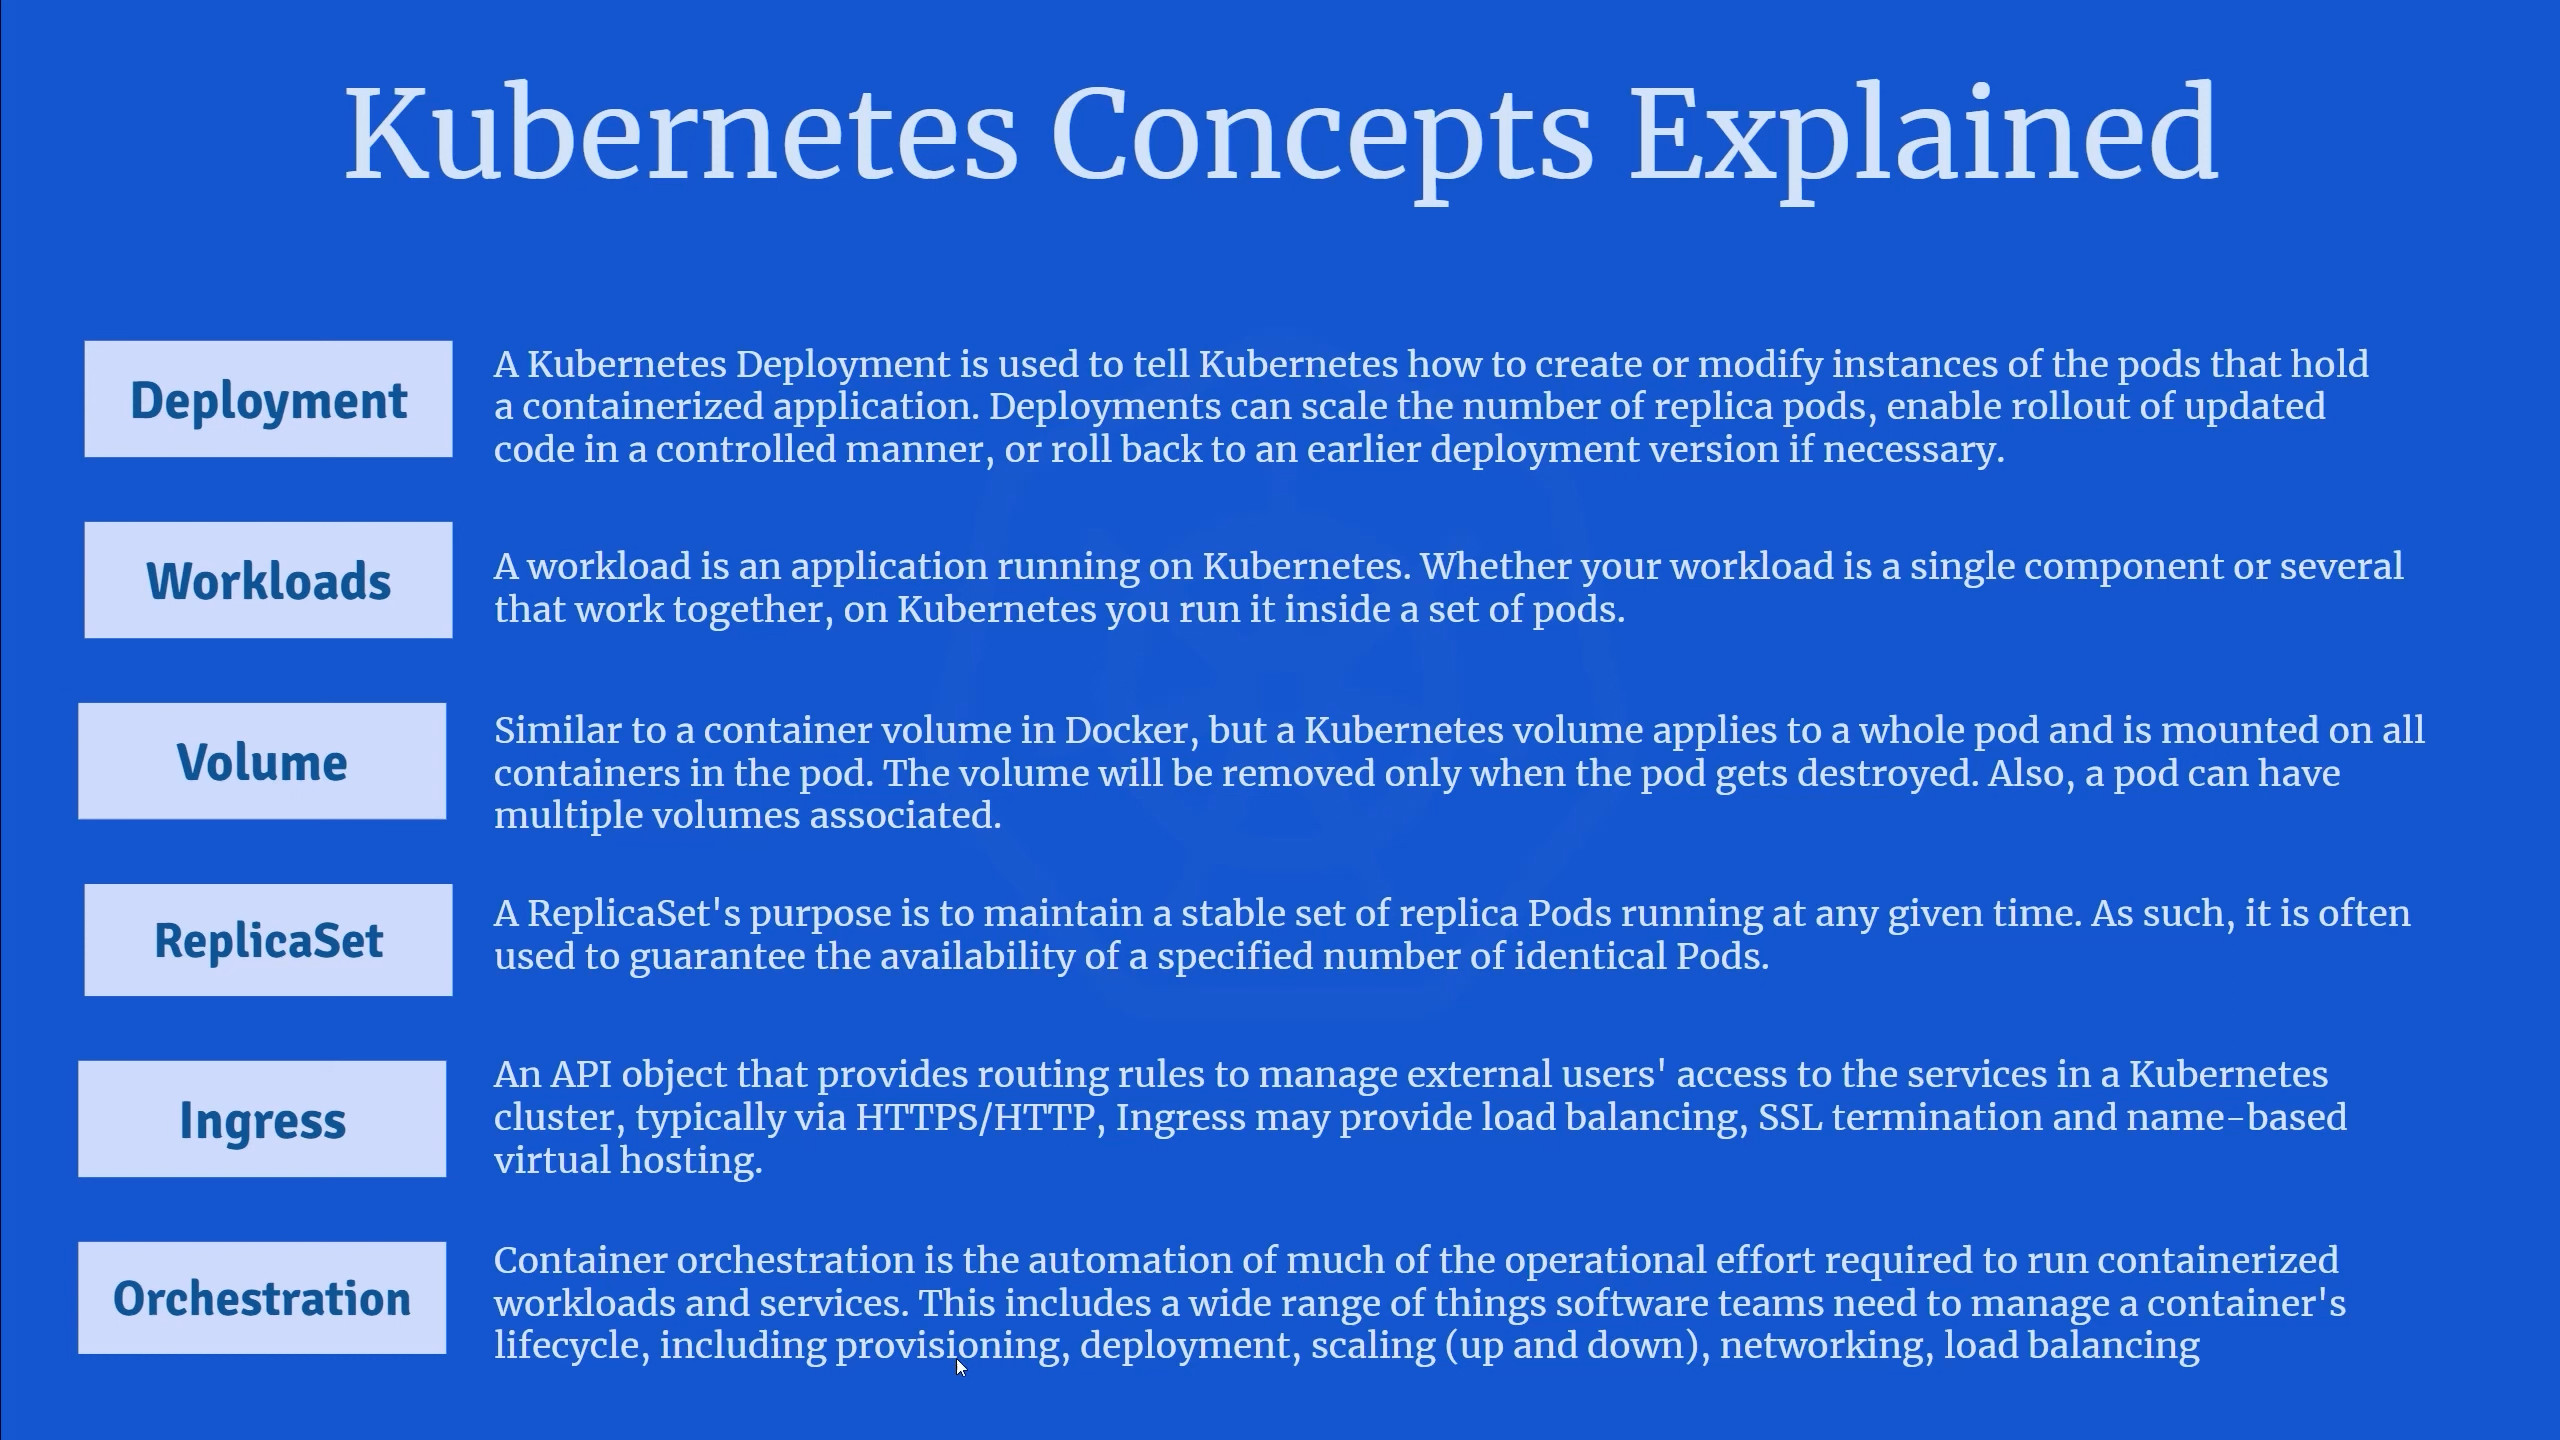 Kubernetes Concepts Explained
Deployment
A Kubernetes Deployment is used to tell Kubernetes how to create or modify instances of the pods that hold
a containerized application. Deployments can scale the number of replica pods, enable rollout of updated
code in a controlled manner, or roll back to an earlier deployment version if necessary.
Workloads
A workload is an application running on Kubernetes. Whether your workload is a single component or several
that work together, on Kubernetes you run it inside a set of pods.
Volume
Similar to a container volume in Docker, but a Kubernetes volume applies to a whole pod and is mounted on all
containers in the pod. The volume will be removed only when the pod gets destroyed. Also, a pod can have
multiple volumes associated.
ReplicaSet
A ReplicaSet's purpose is to maintain a stable set of replica Pods running at any given time. As such, it is often
used to guarantee the availability of a specified number of identical Pods.
Ingress
An API object that provides routing rules to manage external users' access to the services in a Kubernetes
cluster, typically via HTTPS/HTTP, Ingress may provide load balancing, SSL termination and name-based
virtual hosting.
Orchestration
Container orchestration is the automation of much of the operational effort required to run containerized
workloads and services. This includes a wide range of things software teams need to manage a container's
lifecycle, including provisioning, deployment, scaling (up and down), networking, load balancing